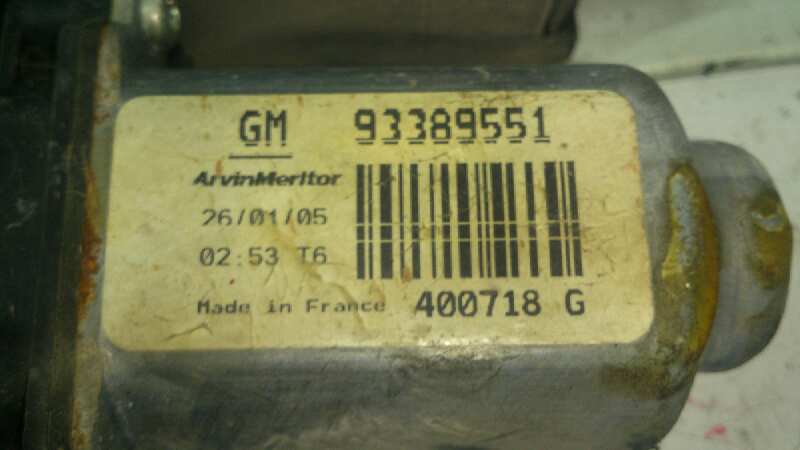 GM 93389551
ArvinMeritor
26/01/05
02:53 T6
Made in France 400718 G